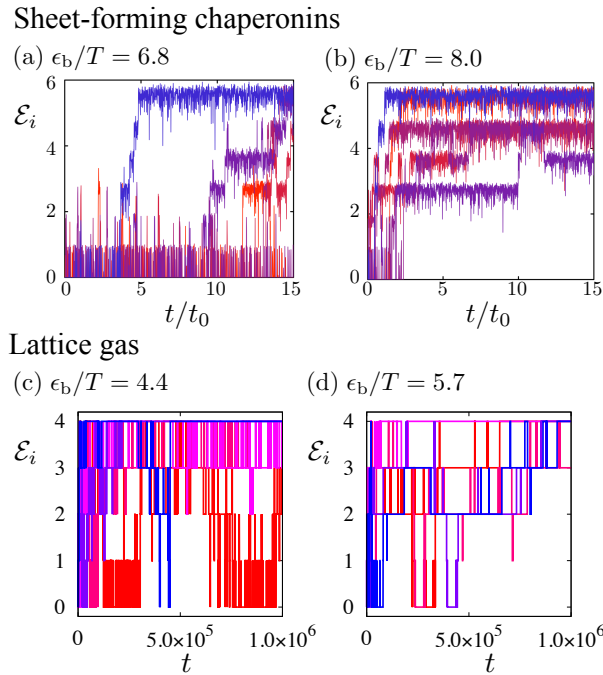 Sheet-forming chaperonins
(a) ϵb/T = 6.8
(b) ϵb/T = 8.0
6
ℰi
4
2
0
0 5 10 15
t/t0
6
ℰi
4
2
0
0 5 10 15
t/t0
Lattice gas
(c) ϵb/T = 4.4
(d) ϵb/T = 5.7
4
ℰi
3
2
1
0
0 5.0×10⁵ 1.0×10⁶
t
4
ℰi
3
2
1
0
0 5.0×10⁵ 1.0×10⁶
t